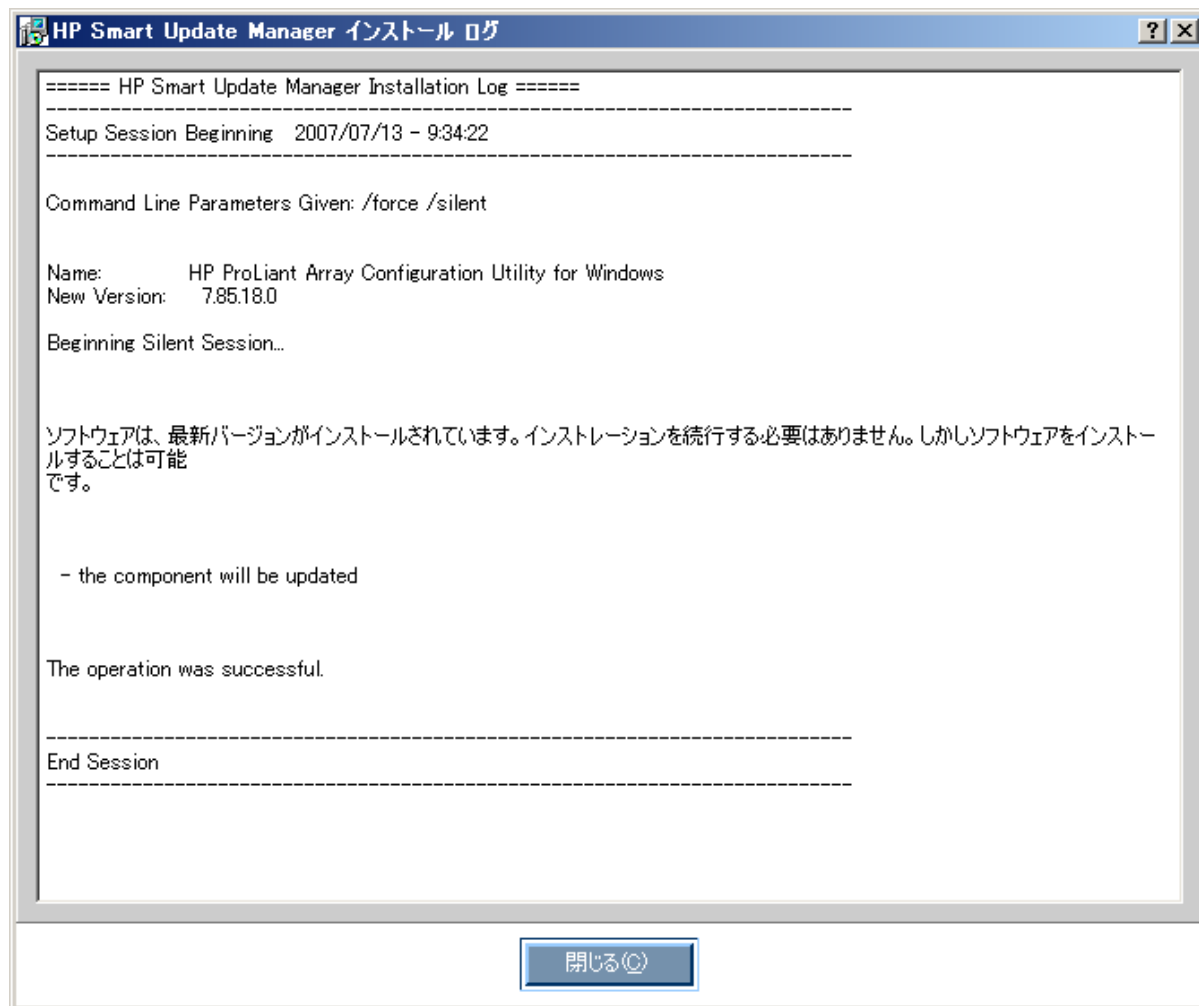 HP Smart Update Manager インストール ログ
====== HP Smart Update Manager Installation Log ======
---------------------------------------------------------------------------
Setup Session Beginning   2007/07/13 - 9:34:22
---------------------------------------------------------------------------
Command Line Parameters Given: /force /silent
Name:          HP ProLiant Array Configuration Utility for Windows
New Version:    7.85.18.0
Beginning Silent Session...
ソフトウェアは、最新バージョンがインストールされています。インストレーションを続行する必要はありません。しかしソフトウェアをインストー
ルすることは可能
です。
- the component will be updated
The operation was successful.
---------------------------------------------------------------------------
End Session
---------------------------------------------------------------------------
閉じる(C)